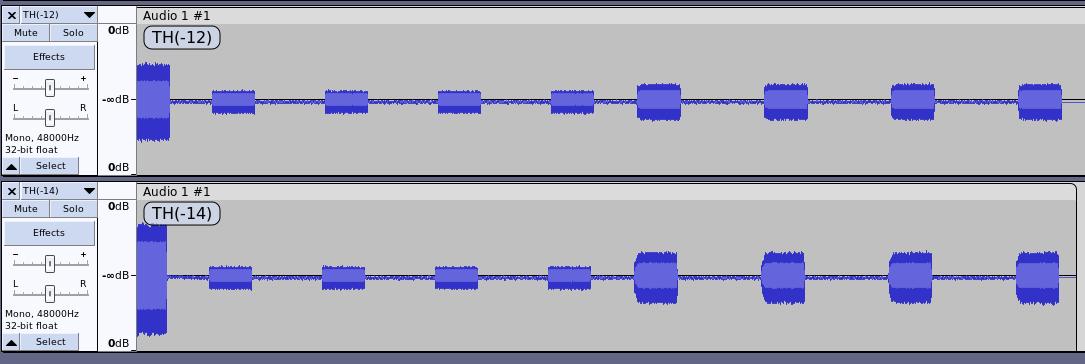 TH(-12)
Audio 1 #1
Mute Solo
0dB
TH(-12)
Effects
- +
L R
-∞dB
Mono, 48000Hz
32-bit float
Select
0dB
TH(-14)
Audio 1 #1
Mute Solo
0dB
TH(-14)
Effects
- +
L R
-∞dB
Mono, 48000Hz
32-bit float
Select
0dB